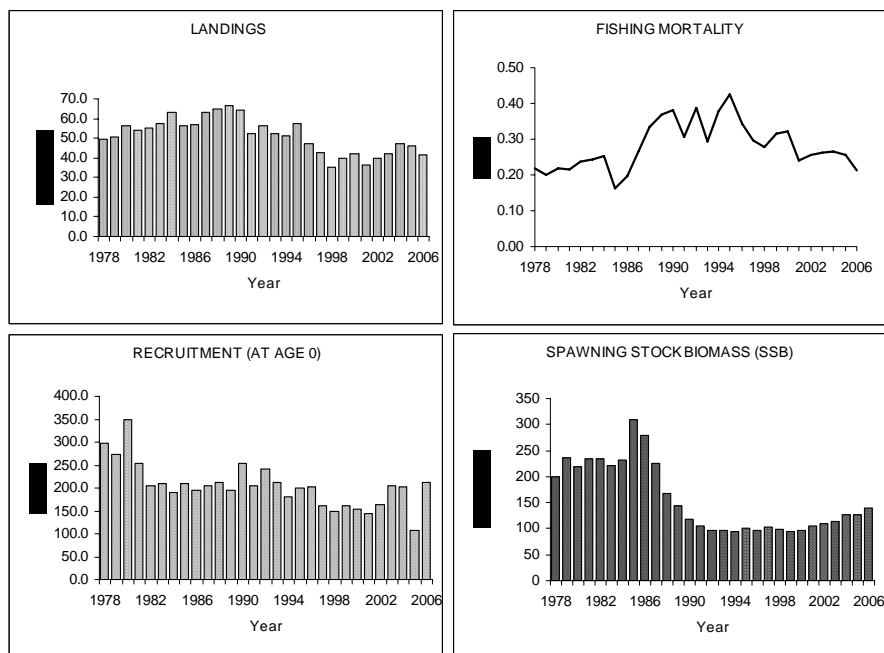 LANDINGS
70.0
60.0
50.0
40.0
30.0
20.0
10.0
0.0
1978 1982 1986 1990 1994 1998 2002 2006
Year
FISHING MORTALITY
0.50
0.40
0.30
0.20
0.10
0.00
1978 1982 1986 1990 1994 1998 2002 2006
Year
RECRUITMENT (AT AGE 0)
400.0
350.0
300.0
250.0
200.0
150.0
100.0
50.0
0.0
1978 1982 1986 1990 1994 1998 2002 2006
Year
SPAWNING STOCK BIOMASS (SSB)
350
300
250
200
150
100
50
0
1978 1982 1986 1990 1994 1998 2002 2006
Year